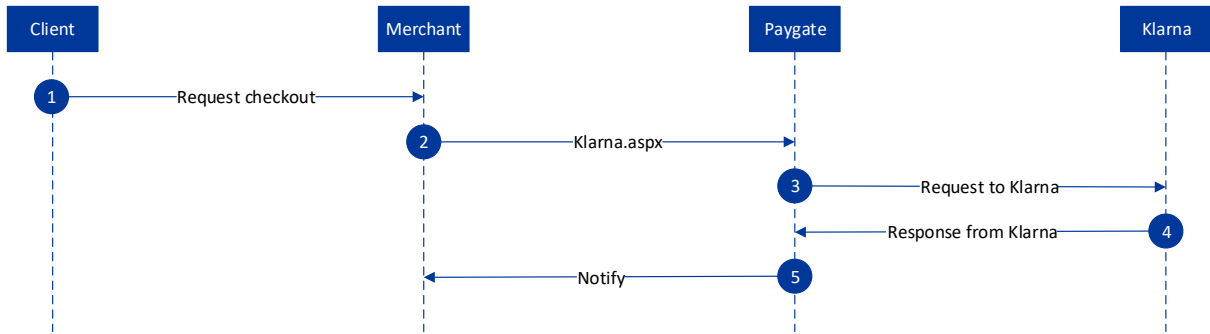 Client
Merchant
Paygate
Klarna
1
Request checkout
2
Klarna.aspx
3
Request to Klarna
Response from Klarna
4
Notify
5